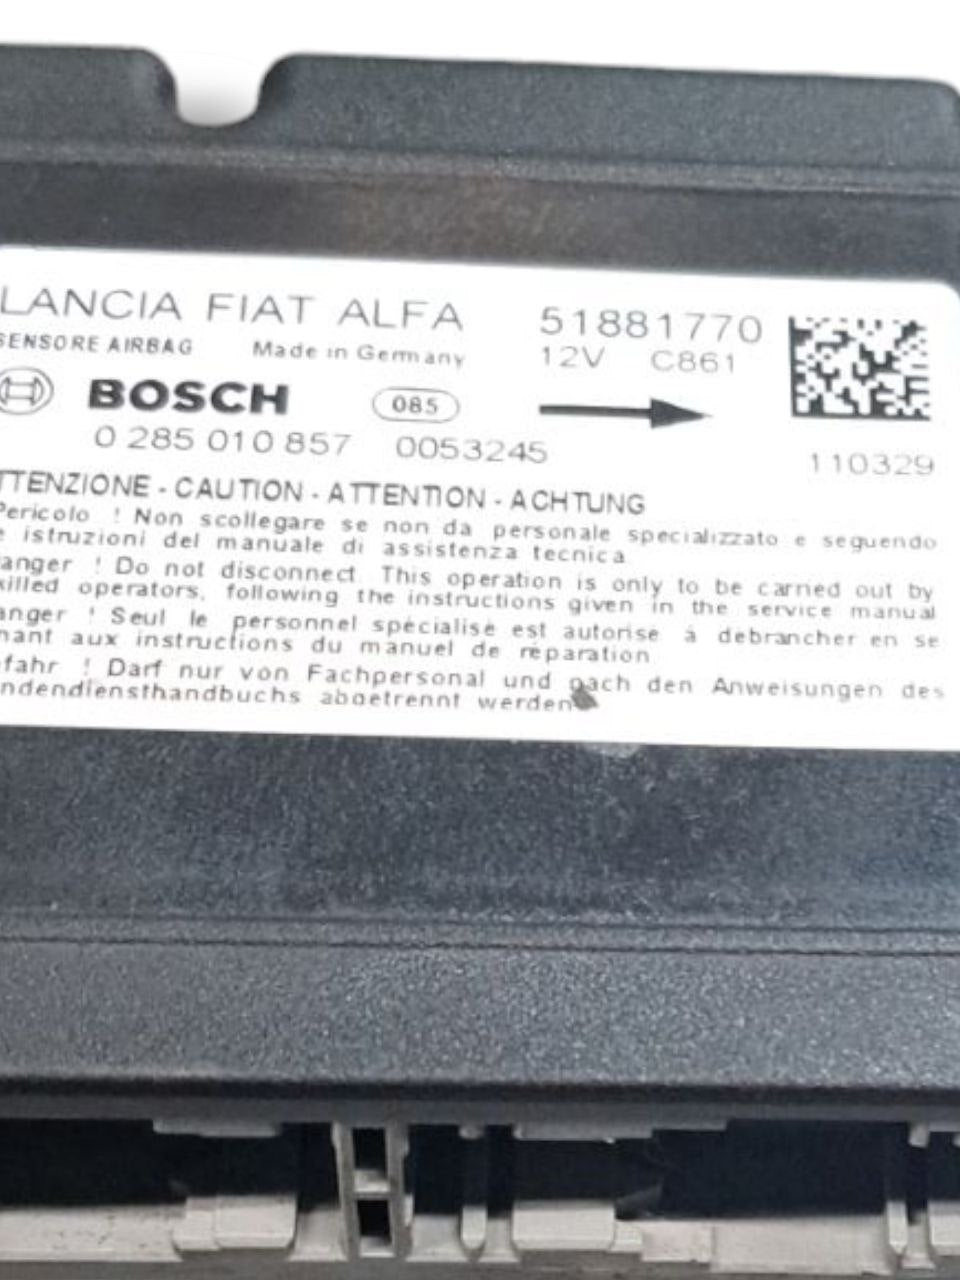 LANCIA FIAT ALFA
51881770
SENSORE AIRBAG Made in Germany
12V C861
BOSCH 085
0 285 010 857 0053245
110329
TTENZIONE - CAUTION - ATTENTION - ACHTUNG
Pericolo ! Non scollegare se non da personale specializzato e seguendo
e istruzioni del manuale di assistenza tecnica
anger ! Do not disconnect. This operation is only to be carried out by
killed operators, following the instructions given in the service manual
anger ! Seul le personnel spécialisé est autorisé à débrancher en se
nant aux instructions du manuel de réparation
fahr ! Darf nur von Fachpersonal und nach den Anweisungen des
ndendiensthandbuchs abgetrennt werden